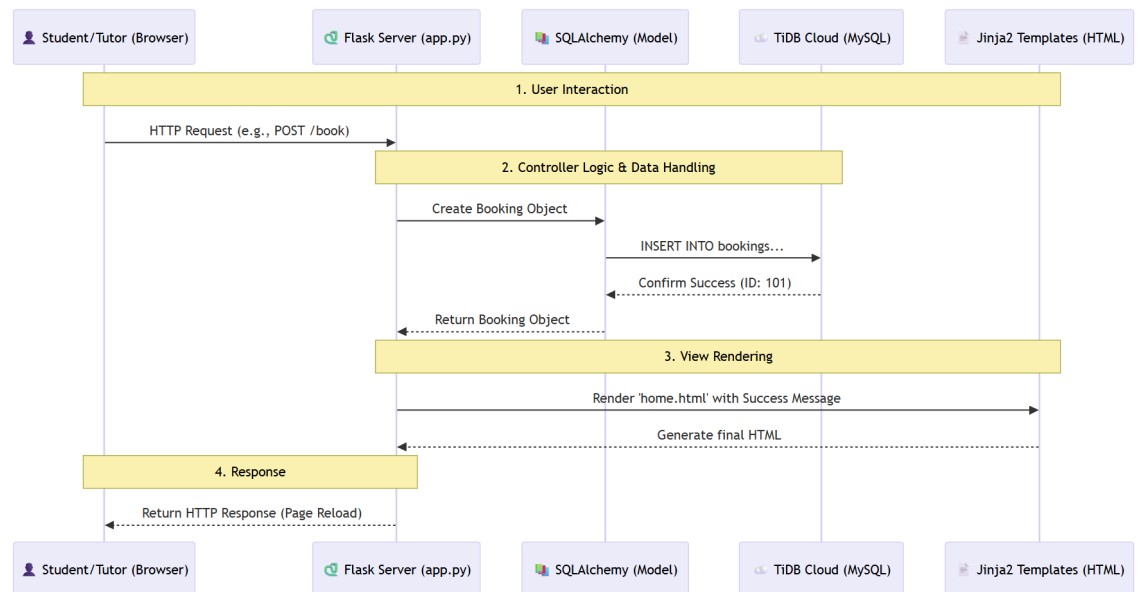 Student/Tutor (Browser)
Flask Server (app.py)
SQLAlchemy (Model)
TiDB Cloud (MySQL)
Jinja2 Templates (HTML)
1. User Interaction
HTTP Request (e.g., POST /book)
2. Controller Logic & Data Handling
Create Booking Object
INSERT INTO bookings...
Confirm Success (ID: 101)
Return Booking Object
3. View Rendering
Render 'home.html' with Success Message
Generate final HTML
4. Response
Return HTTP Response (Page Reload)
Student/Tutor (Browser)
Flask Server (app.py)
SQLAlchemy (Model)
TiDB Cloud (MySQL)
Jinja2 Templates (HTML)